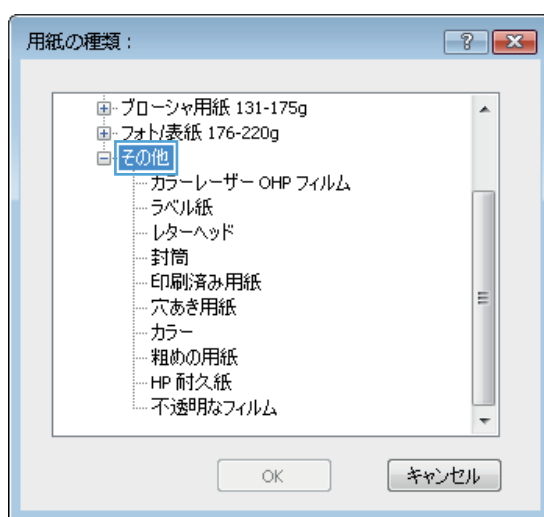 用紙の種類：
ブローシャ用紙 131-175g
フォト/表紙 176-220g
その他
カラーレーザー OHP フィルム
ラベル紙
レターヘッド
封筒
印刷済み用紙
穴あき用紙
カラー
粗めの用紙
HP 耐久紙
不透明なフィルム
OK キャンセル